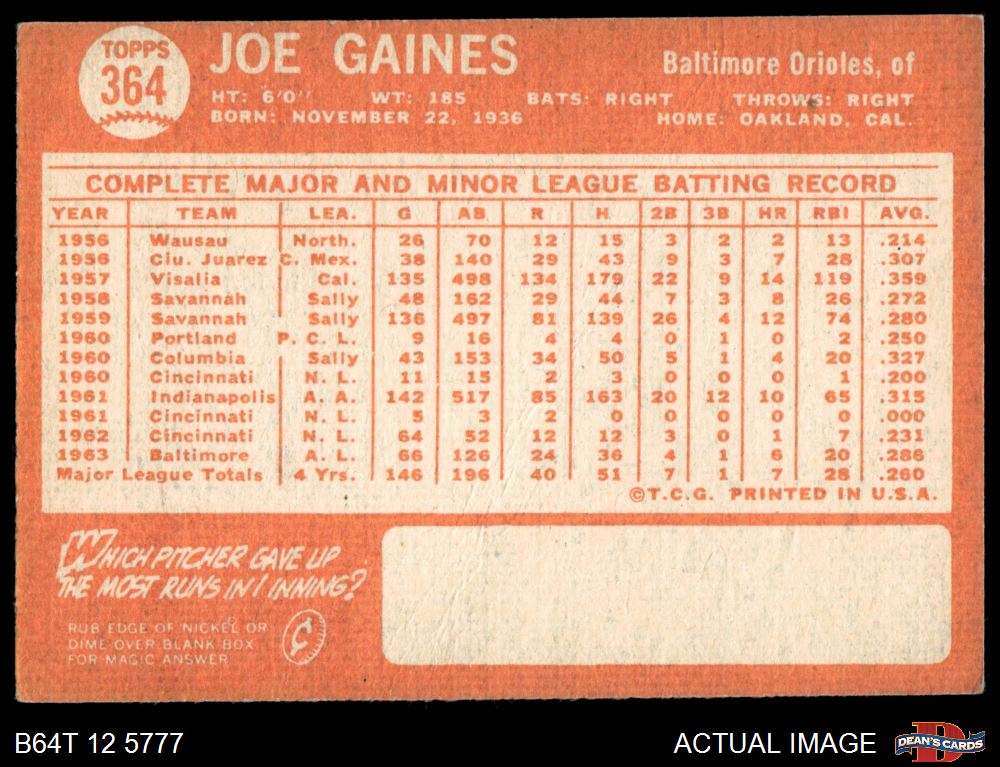 TOPPS
364
JOE GAINES
Baltimore Orioles, of
HT: 6'0" WT: 185 BATS: RIGHT THROWS: RIGHT
BORN: NOVEMBER 22, 1936 HOME: OAKLAND, CAL.
COMPLETE MAJOR AND MINOR LEAGUE BATTING RECORD
YEAR TEAM LEA. G AB R H 2B 3B HR RBI AVG.
1956 Wausau North. 26 70 12 15 3 2 2 13 .214
1956 Ciu. Juarez C. Mex. 38 140 29 43 9 3 7 28 .307
1957 Visalia Cal. 135 498 134 179 22 9 14 119 .359
1958 Savannah Sally 48 162 29 44 7 3 8 26 .272
1959 Savannah Sally 136 497 81 139 26 4 12 74 .280
1960 Portland P. C. L. 9 16 4 4 0 1 0 2 .250
1960 Columbia Sally 43 153 34 50 5 1 4 20 .327
1960 Cincinnati N. L. 11 15 2 3 0 0 0 1 .200
1961 Indianapolis A. A. 142 517 85 163 20 12 10 65 .315
1961 Cincinnati N. L. 5 3 2 0 0 0 0 0 .000
1962 Cincinnati N. L. 64 52 12 12 3 0 1 7 .231
1963 Baltimore A. L. 66 126 24 36 4 1 6 20 .286
Major League Totals 4 Yrs. 146 196 40 51 7 1 7 28 .260
©T.C.G. PRINTED IN U.S.A.
WHICH PITCHER GAVE UP
THE MOST RUNS IN 1 INNING?
RUB EDGE OF NICKEL OR
DIME OVER BLANK BOX
FOR MAGIC ANSWER
¢
B64T 12 5777
ACTUAL IMAGE
D
DEAN'S CARDS